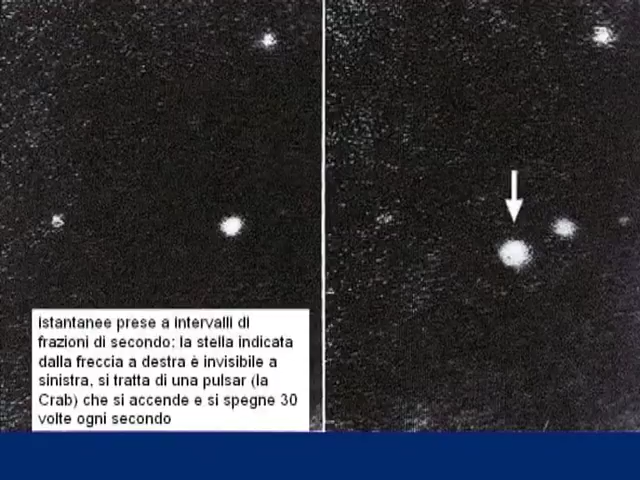 istantanee prese a intervalli di
frazioni di secondo: la stella indicata
dalla freccia a destra è invisibile a
sinistra, si tratta di una pulsar (la
Crab) che si accende e si spegne 30
volte ogni secondo